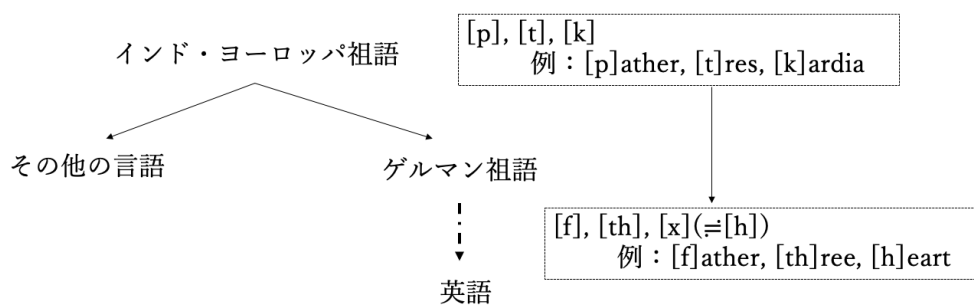 インド・ヨーロッパ祖語
[p], [t], [k]
例：[p]ather, [t]res, [k]ardia
その他の言語
ゲルマン祖語
[f], [th], [x](≓[h])
例：[f]ather, [th]ree, [h]eart
英語